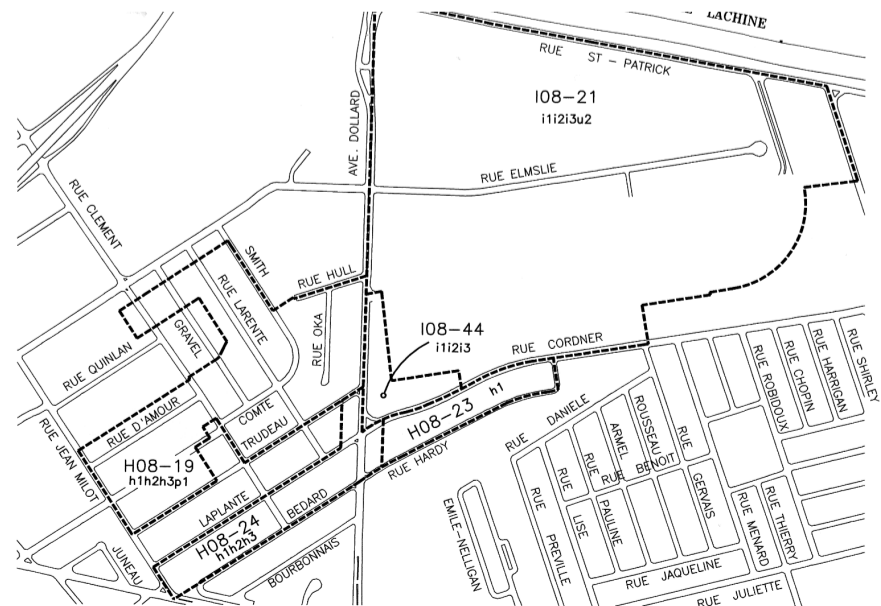 LACHINE
RUE ST - PATRICK
AVE. DOLLARD
I08-21
i1i2i3u2
RUE ELMSLIE
RUE CLEMENT
SMITH
RUE HULL
RUE LARENTE
RUE OKA
GRAVEL
RUE QUINLAN
I08-44
i1i2i3
RUE CORDNER
H08-23 h1
RUE HARDY
COMTE
TRUDEAU
RUE D'AMOUR
RUE JEAN MILOT
H08-19
h1h2h3p1
LAPLANTE
BEDARD
H08-24
h1h2h3
JUNEAU
BOURBONNAIS
EMILE-NELLIGAN
RUE DANIELE
RUE PREVILLE
RUE LISE
RUE PAULINE
RUE BENOIT
ARMEL
ROUSSEAU
RUE GERVAIS
RUE MENARD
RUE THIERRY
RUE ROBIDOUX
RUE CHOPIN
RUE HARRIGAN
RUE SHIRLEY
RUE JAQUELINE
RUE JULIETTE